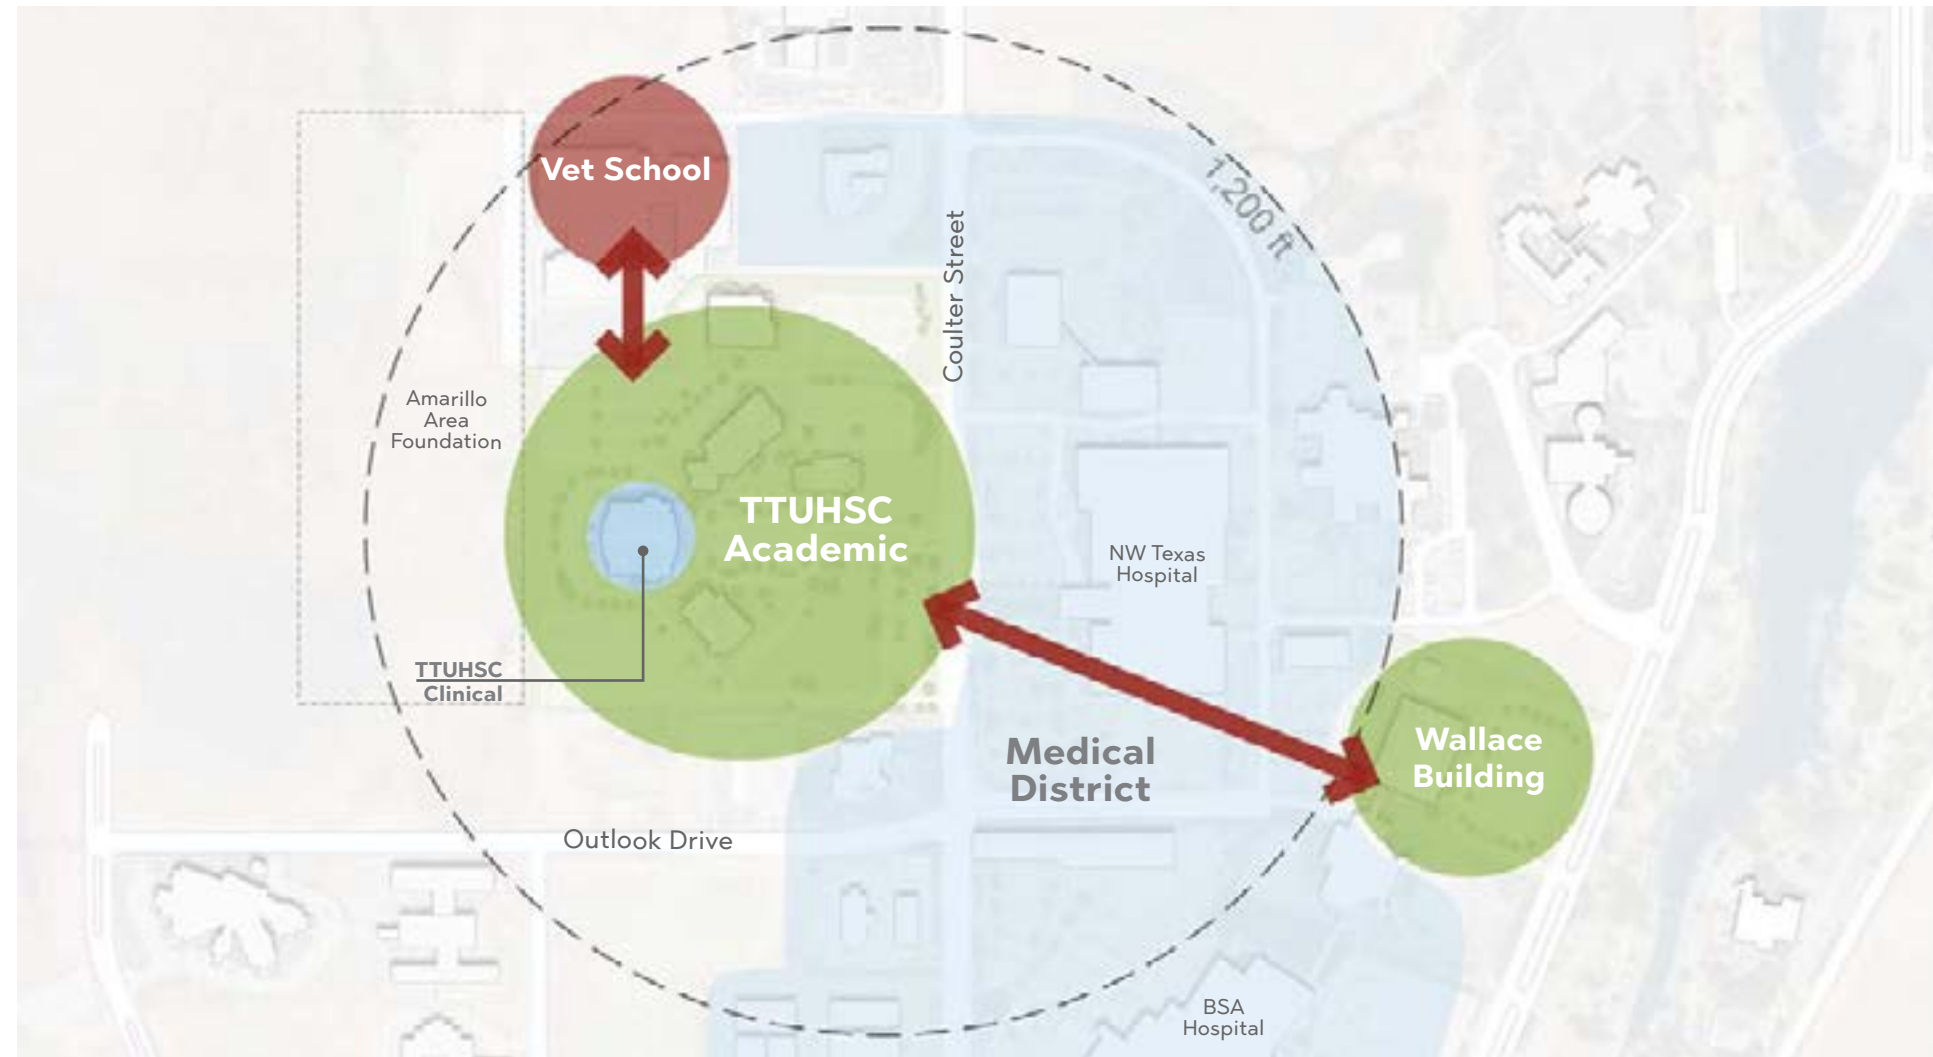 Vet School
1,200 ft
Coulter Street
Amarillo
Area
Foundation
TTUHSC
Academic
NW Texas
Hospital
TTUHSC
Clinical
Medical
District
Wallace
Building
Outlook Drive
BSA
Hospital